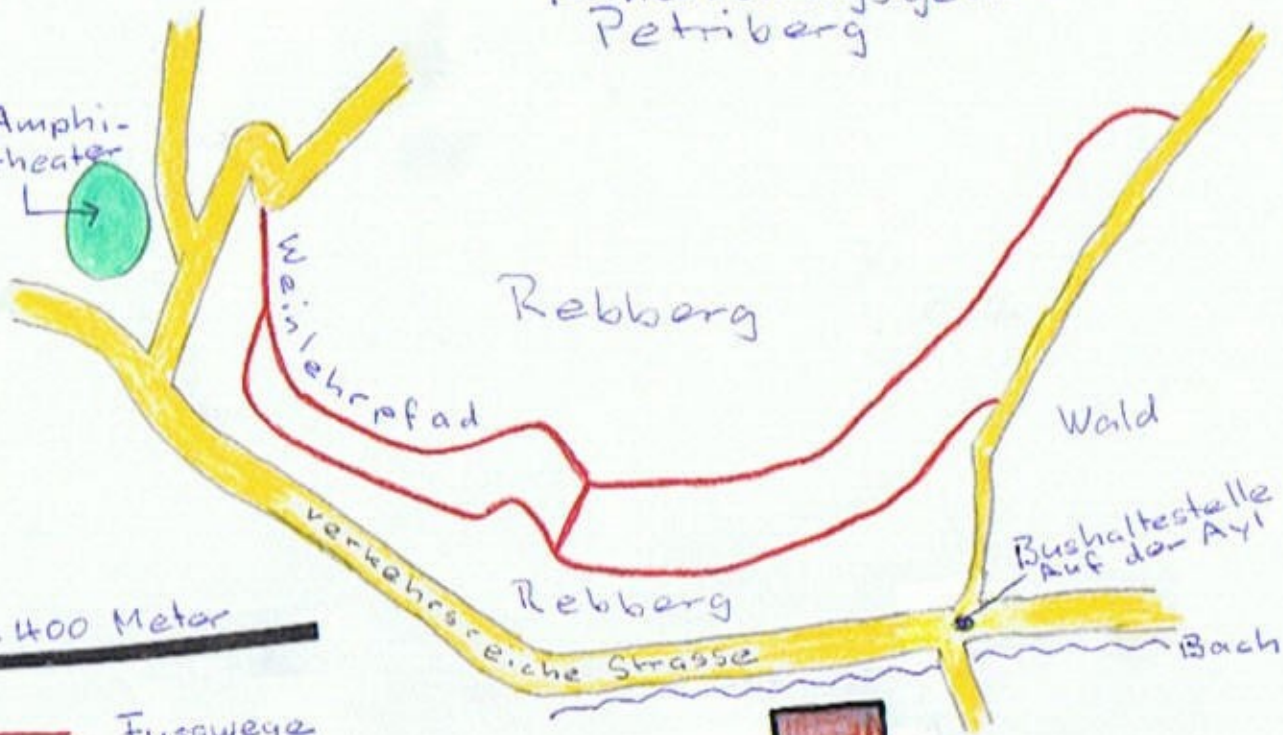 Petriberg
Amphi-
theater
Weinlehrpfad
Rebberg
Wald
Bushaltestelle
Auf der Ayl
verkehrsreiche Strasse
Rebberg
400 Meter
Bach
Fusswege